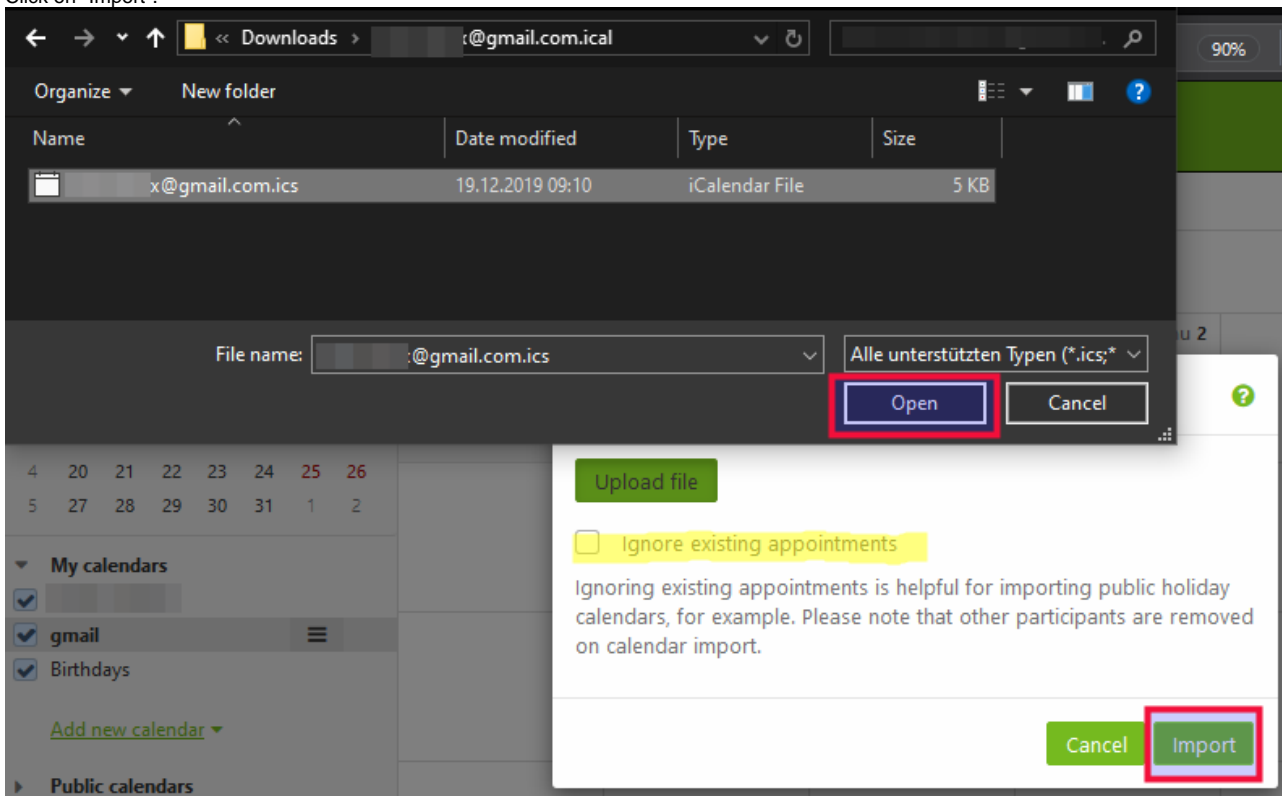 Click on "Import".
Downloads > :@gmail.com.ical
90%
Organize New folder
Name Date modified Type Size
x@gmail.com.ics 19.12.2019 09:10 iCalendar File 5 KB
File name: :@gmail.com.ics Alle unterstützten Typen (*.ics;*
u 2
Open Cancel
4 20 21 22 23 24 25 26
5 27 28 29 30 31 1 2
Upload file
Ignore existing appointments
Ignoring existing appointments is helpful for importing public holiday
calendars, for example. Please note that other participants are removed
on calendar import.
My calendars
gmail
Birthdays
Add new calendar
Cancel Import
Public calendars